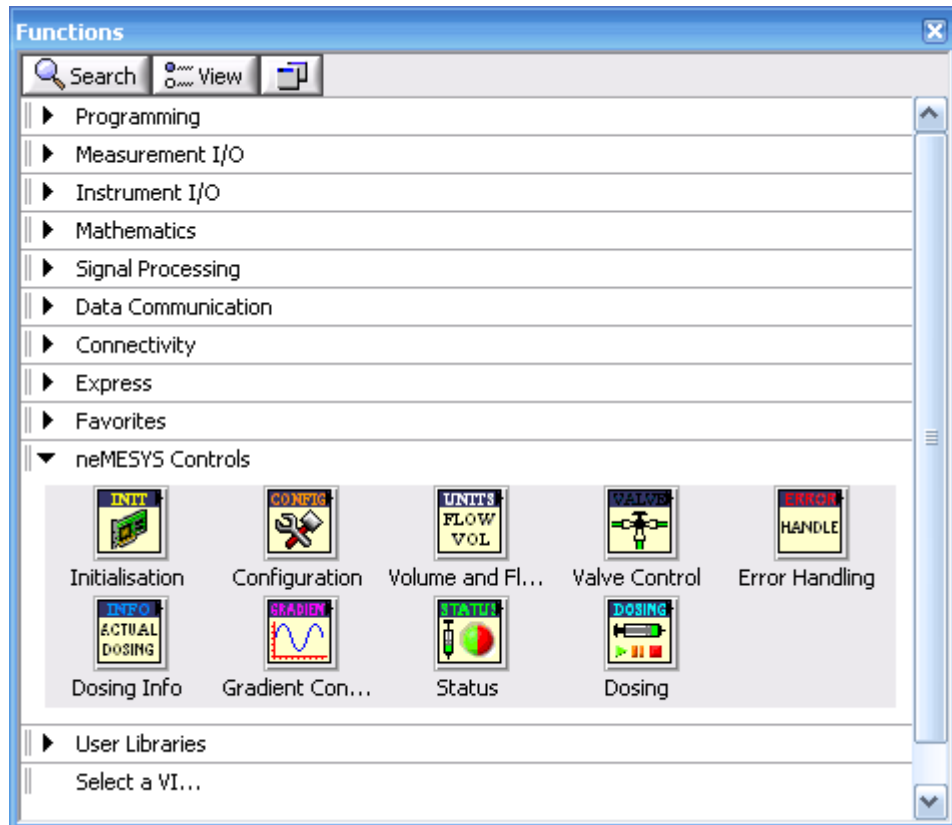 Functions
Search View
Programming
Measurement I/O
Instrument I/O
Mathematics
Signal Processing
Data Communication
Connectivity
Express
Favorites
neMESYS Controls
INIT CONFIG UNITS VALVE ERROR
FLOW HANDLE
VOL
Initialisation Configuration Volume and Fl... Valve Control Error Handling
INFO GRADIEN STATUS DOSING
ACTUAL
DOSING
Dosing Info Gradient Con... Status Dosing
User Libraries
Select a VI...